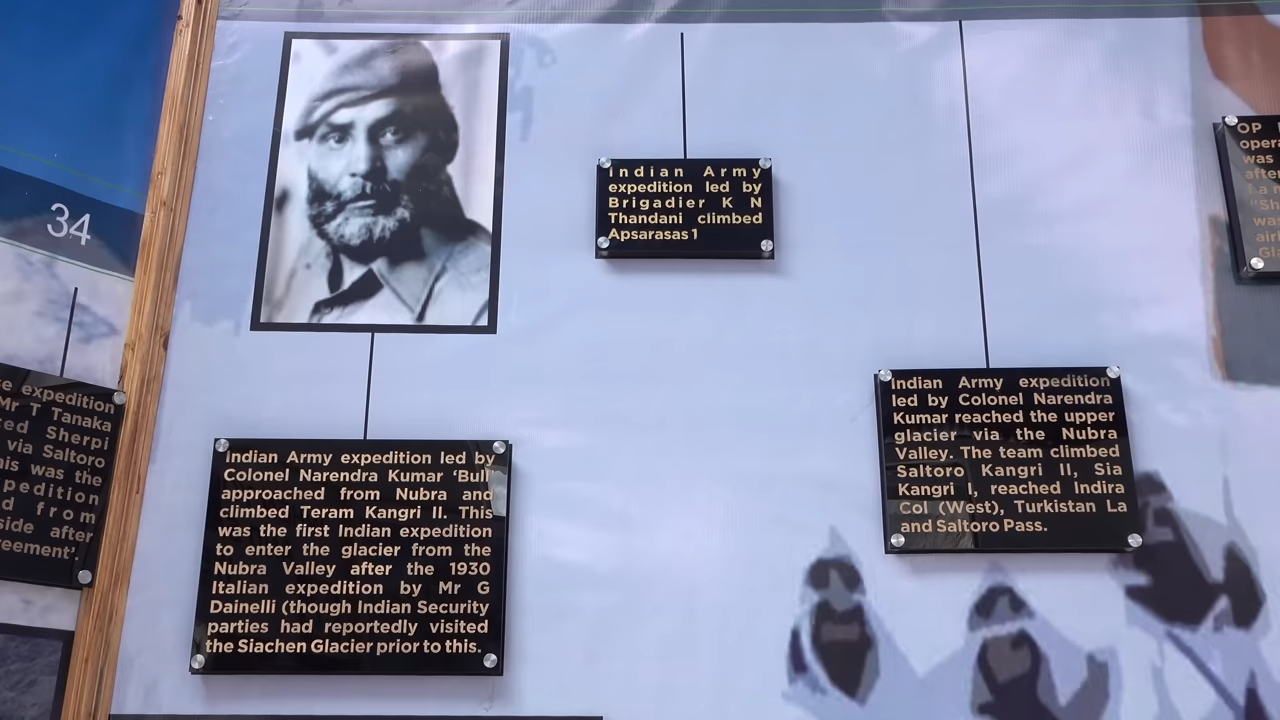 34
se expedition
Mr T Tanaka
Sherpi
via Saltoro
was the
from
side after
Indian Army expedition led by
Colonel Narendra Kumar ‘Bull’
approached from Nubra and
climbed Teram Kangri II. This
was the first Indian expedition
to enter the glacier from the
Nubra Valley after the 1930
Italian expedition by Mr G
Dainelli (though Indian Security
parties had reportedly visited
the Siachen Glacier prior to this.
Indian Army
expedition led by
Brigadier K N
Thandani climbed
Apsarasas 1
Indian Army expedition
led by Colonel Narendra
Kumar reached the upper
glacier via the Nubra
Valley. The team climbed
Saltoro Kangri II, Sia
Kangri I, reached Indira
Col (West), Turkistan La
and Saltoro Pass.
OP
was